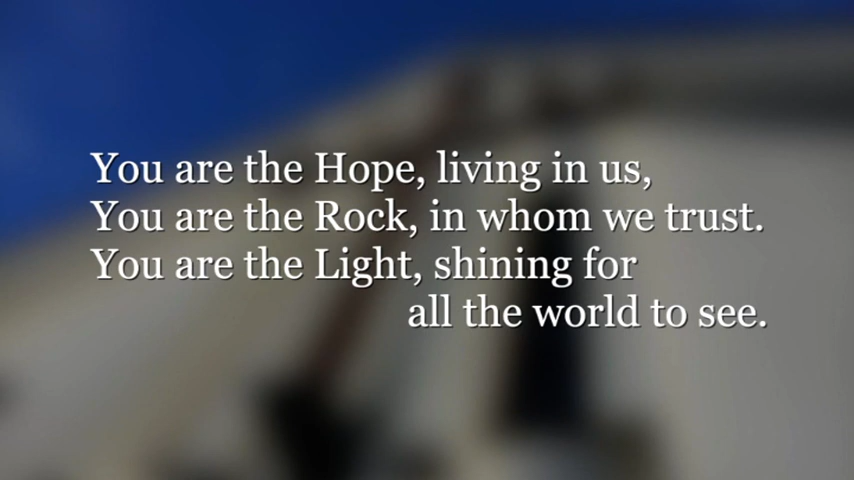 You are the Hope, living in us,
You are the Rock, in whom we trust.
You are the Light, shining for
all the world to see.